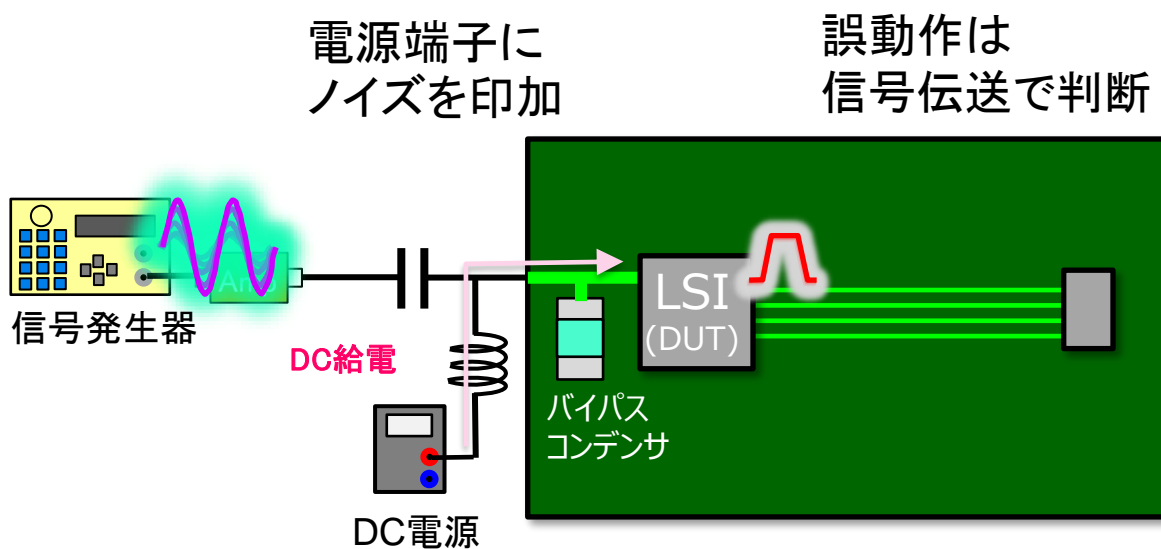 電源端子に
ノイズを印加
誤動作は
信号伝送で判断
Amp
信号発生器
DC給電
LSI
(DUT)
バイパス
コンデンサ
DC電源